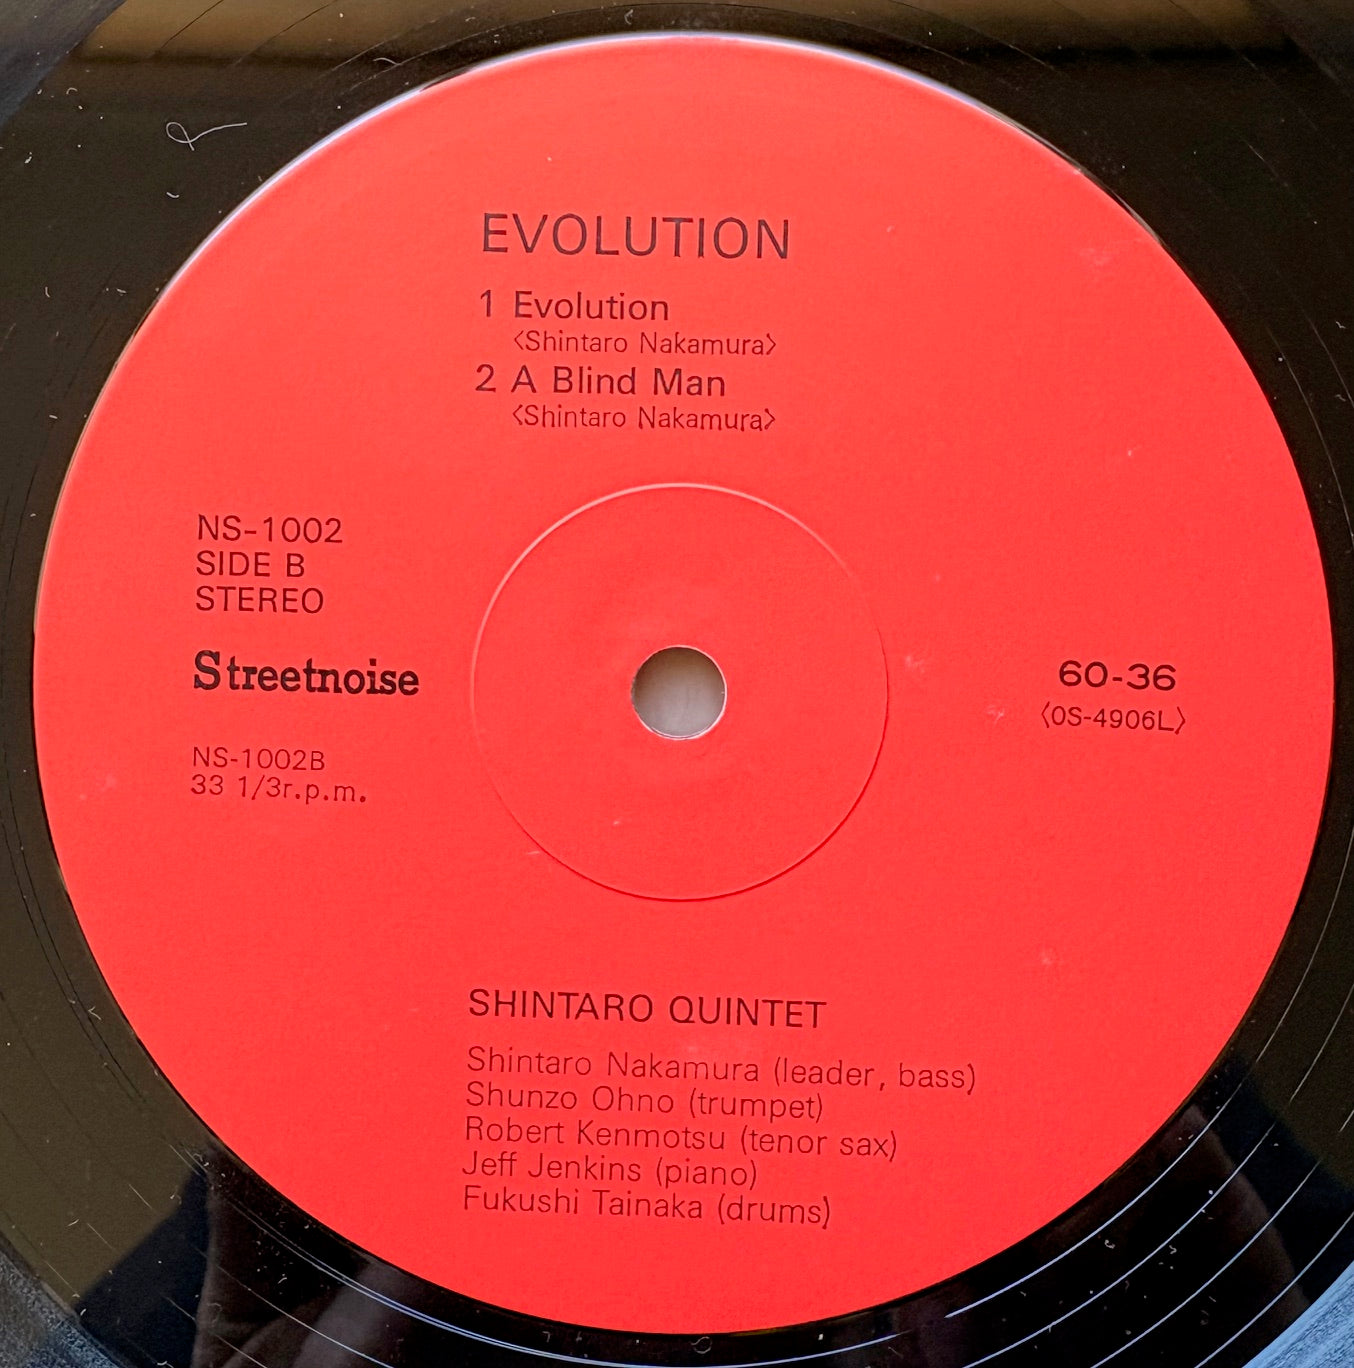 EVOLUTION
1 Evolution
〈Shintaro Nakamura〉
2 A Blind Man
〈Shintaro Nakamura〉
NS-1002
SIDE B
STEREO
Streetnoise
NS-1002B
33 1/3r.p.m.
60-36
〈OS-4906L〉
SHINTARO QUINTET
Shintaro Nakamura (leader, bass)
Shunzo Ohno (trumpet)
Robert Kenmotsu (tenor sax)
Jeff Jenkins (piano)
Fukushi Tainaka (drums)